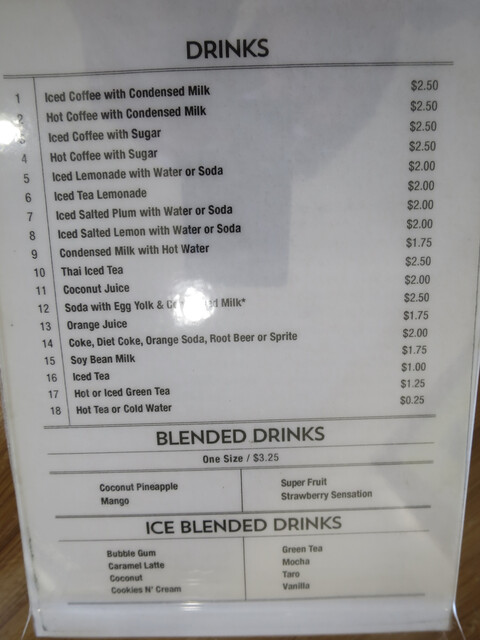 DRINKS
1 Iced Coffee with Condensed Milk $2.50
2 Hot Coffee with Condensed Milk $2.50
3 Iced Coffee with Sugar $2.50
4 Hot Coffee with Sugar $2.50
5 Iced Lemonade with Water or Soda $2.00
6 Iced Tea Lemonade $2.00
7 Iced Salted Plum with Water or Soda $2.00
8 Iced Salted Lemon with Water or Soda $2.00
9 Condensed Milk with Hot Water $1.75
10 Thai Iced Tea $2.50
11 Coconut Juice $2.00
12 Soda with Egg Yolk & Milk* $2.50
13 Orange Juice $1.75
14 Coke, Diet Coke, Orange Soda, Root Beer or Sprite $2.00
15 Soy Bean Milk $1.75
16 Iced Tea $1.00
17 Hot or Iced Green Tea $1.25
18 Hot Tea or Cold Water $0.25
BLENDED DRINKS
One Size / $3.25
Coconut Pineapple
Mango
Super Fruit
Strawberry Sensation
ICE BLENDED DRINKS
Bubble Gum
Caramel Latte
Coconut
Cookies N' Cream
Green Tea
Mocha
Taro
Vanilla